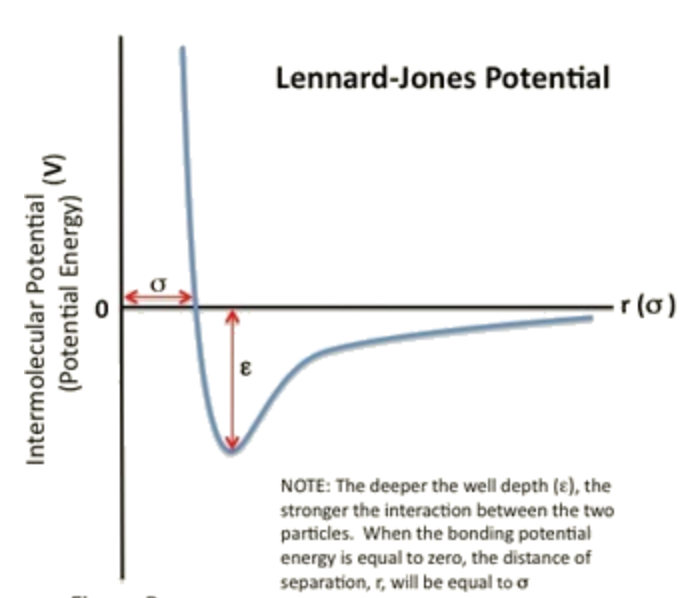 Lennard-Jones Potential
Intermolecular Potential (V)
(Potential Energy)
σ
0
r (σ)
ε
NOTE: The deeper the well depth (ε), the
stronger the interaction between the two
particles. When the bonding potential
energy is equal to zero, the distance of
separation, r, will be equal to σ